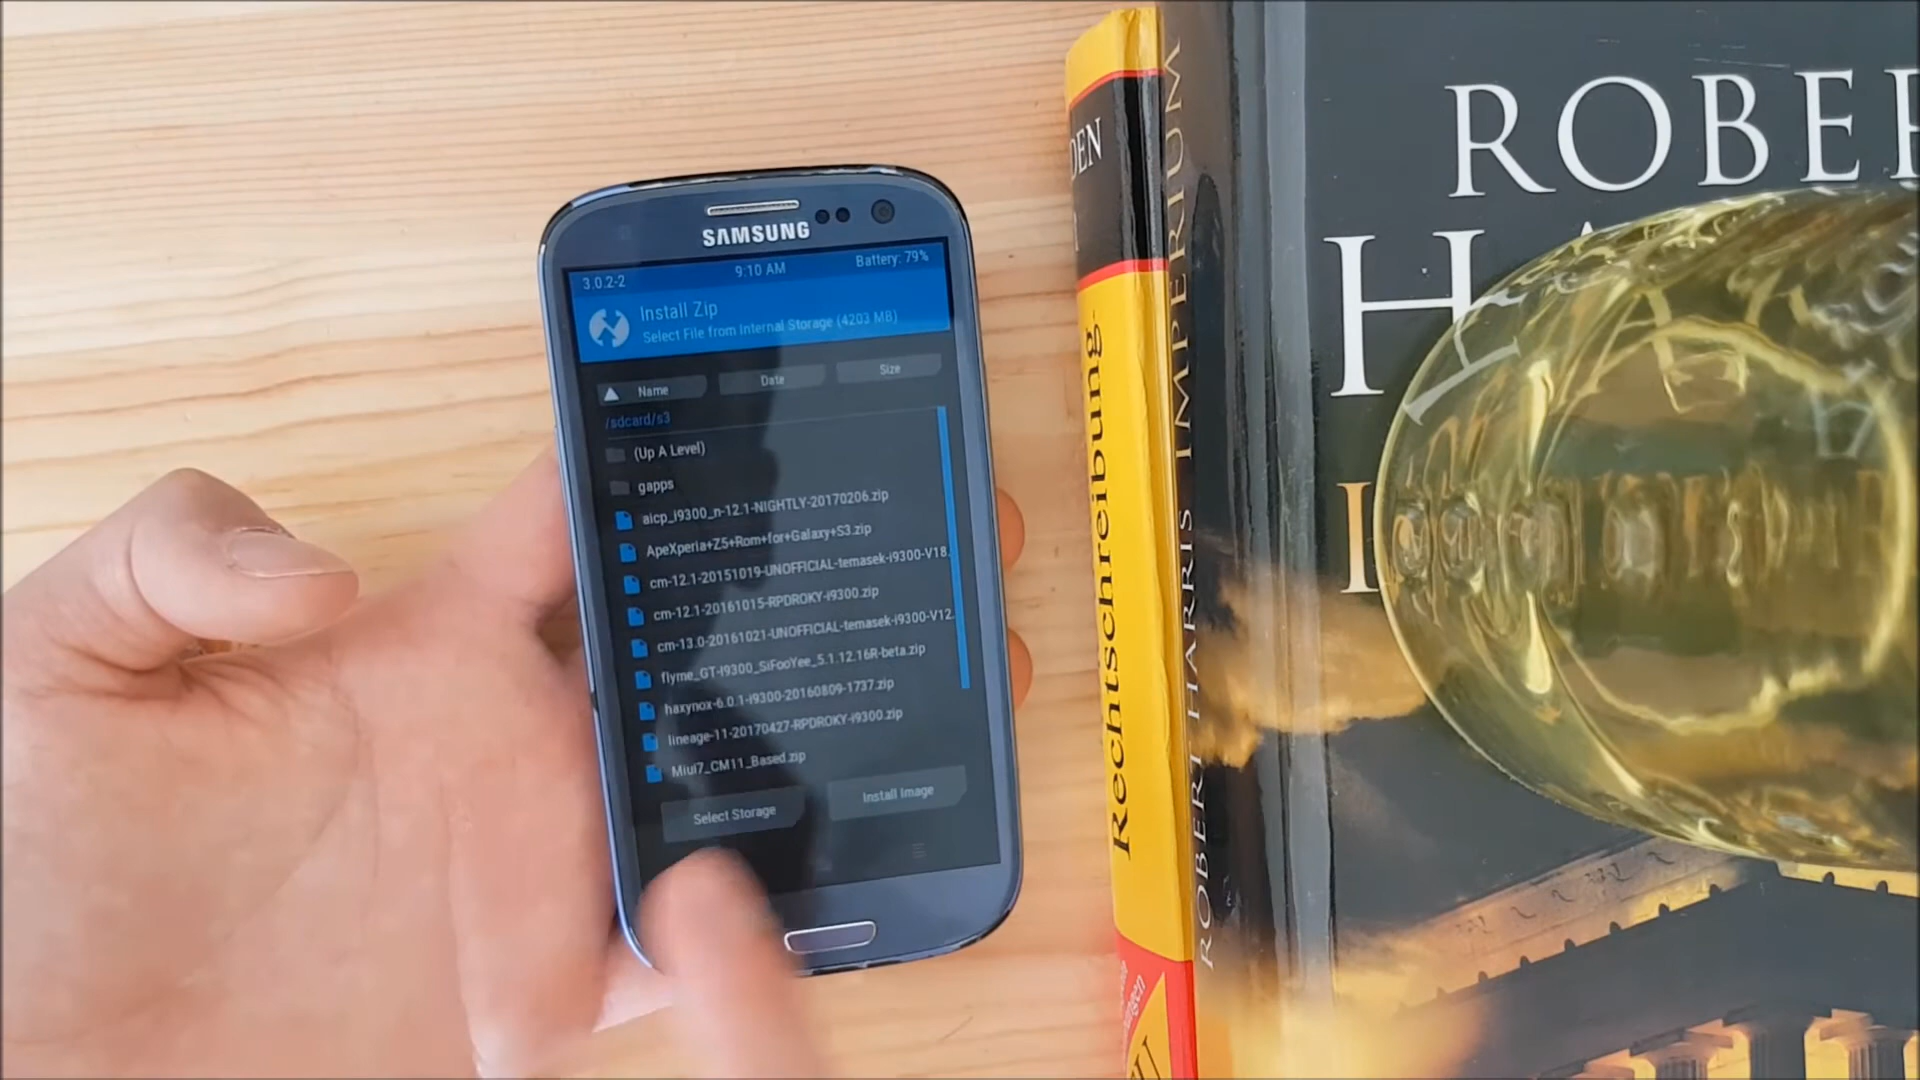 SAMSUNG
3.0.2-2
9:10 AM
Battery: 79%
Install Zip
Select File from Internal Storage (4203 MB)
Name
Date
Size
/sdcard/s3
(Up A Level)
gapps
aicp_i9300_n-12.1-NIGHTLY-20170206.zip
ApeXperia+Z5+Rom+for+Galaxy+S3.zip
cm-12.1-20151019-UNOFFICIAL-temasek-i9300-V18.
cm-12.1-20161015-RPDROKY-i9300.zip
cm-13.0-20161021-UNOFFICIAL-temasek-i9300-V12.
flyme_GT-I9300_SiFooYee_5.1.12.16R-beta.zip
haxynox-6.0.1-i9300-20160809-1737.zip
lineage-11-20170427-RPDROKY-i9300.zip
Miui7_CM11_Based.zip
Select Storage
Install Image
DEN
Rechtschreibung
ROBERT HARRIS IMPERIUM
ROBER
HA
I